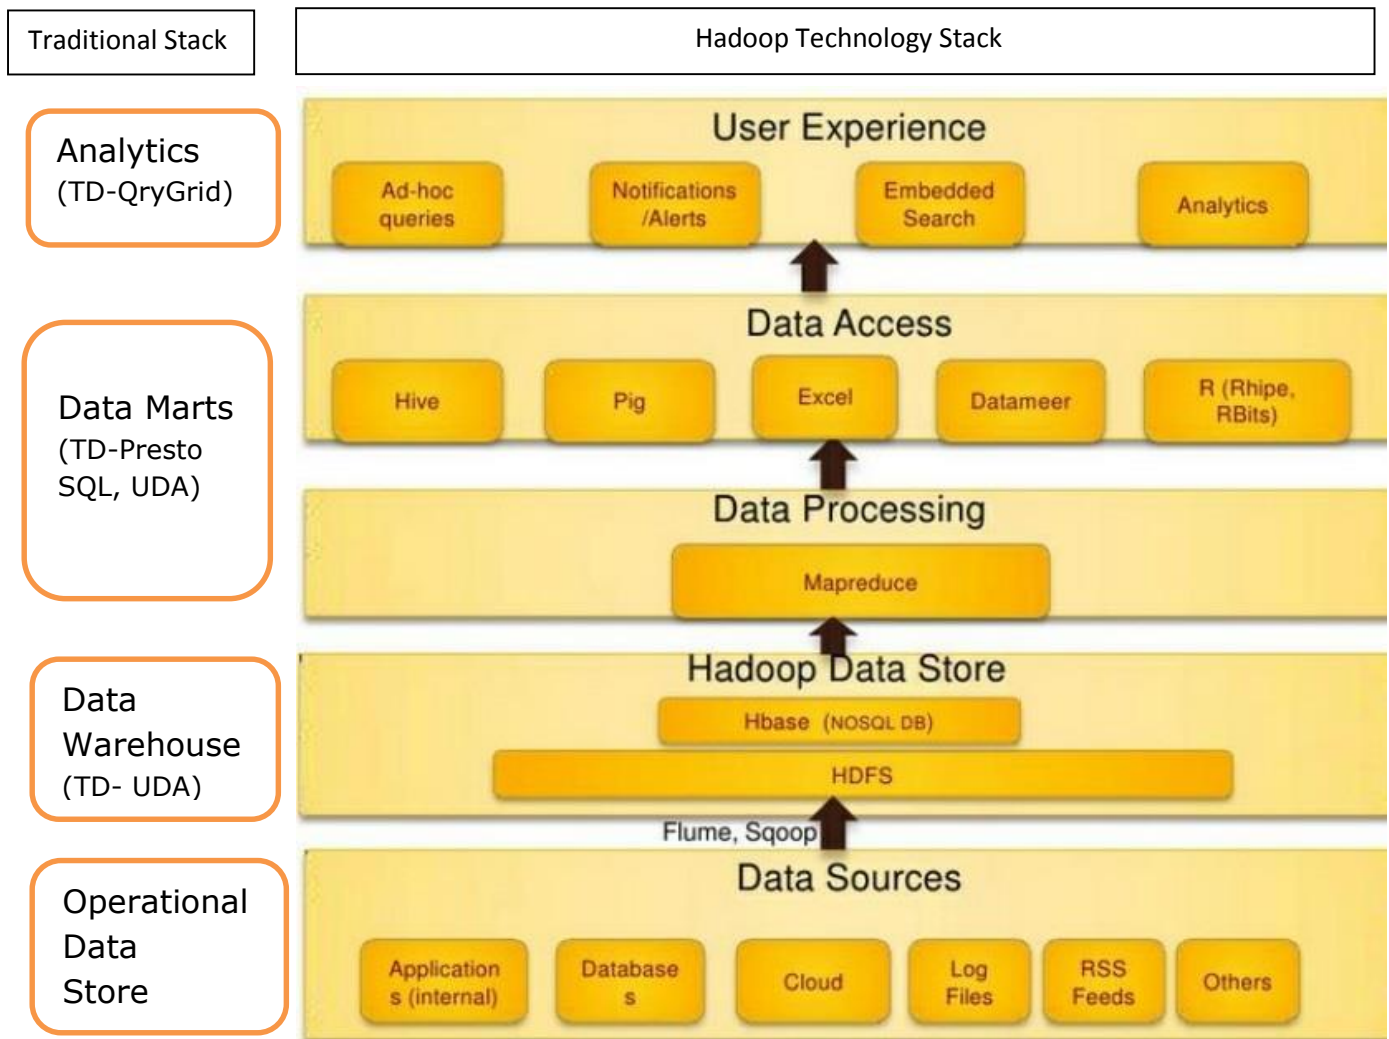 Traditional Stack
Hadoop Technology Stack
Analytics
(TD-QryGrid)
User Experience
Ad-hoc
queries
Notifications
/Alerts
Embedded
Search
Analytics
Data Marts
(TD-Presto
SQL, UDA)
Data Access
Hive
Pig
Excel
Datameer
R (Rhipe,
RBits)
Data Processing
Mapreduce
Data
Warehouse
(TD- UDA)
Hadoop Data Store
Hbase (NOSQL DB)
HDFS
Flume, Sqoop
Operational
Data
Store
Data Sources
Application
s (internal)
Database
s
Cloud
Log
Files
RSS
Feeds
Others